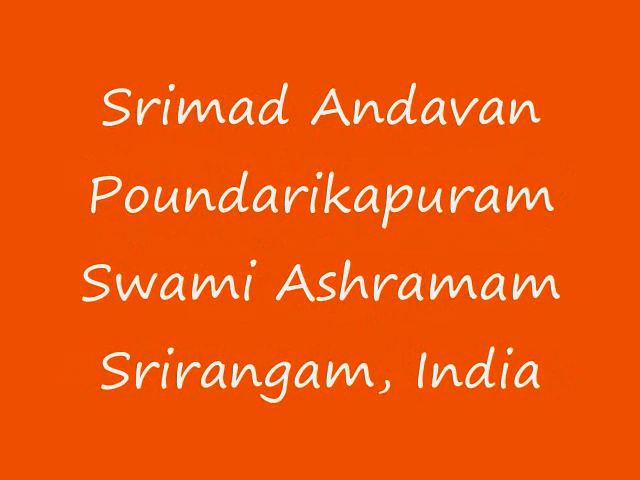 Srimad Andavan
Poundarikapuram
Swami Ashramam
Srirangam, India